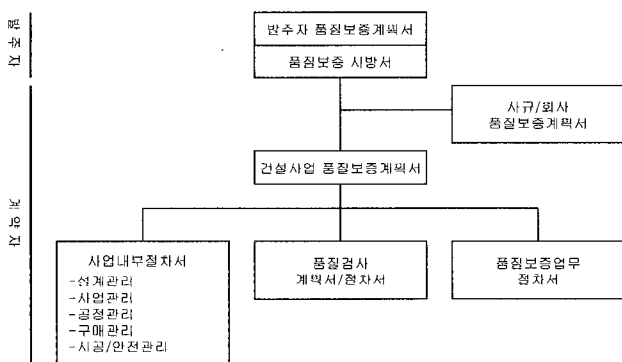 발주자
발주자 품질보증계획서
품질보증 시방서
사규/회사
품질보증계획서
건설사업 품질보증계획서
계약자
사업내부절차서
-설계관리
-사업관리
-공정관리
-구매관리
-시공/안전관리
품질검사
계획서/절차서
품질보증업무
절차서